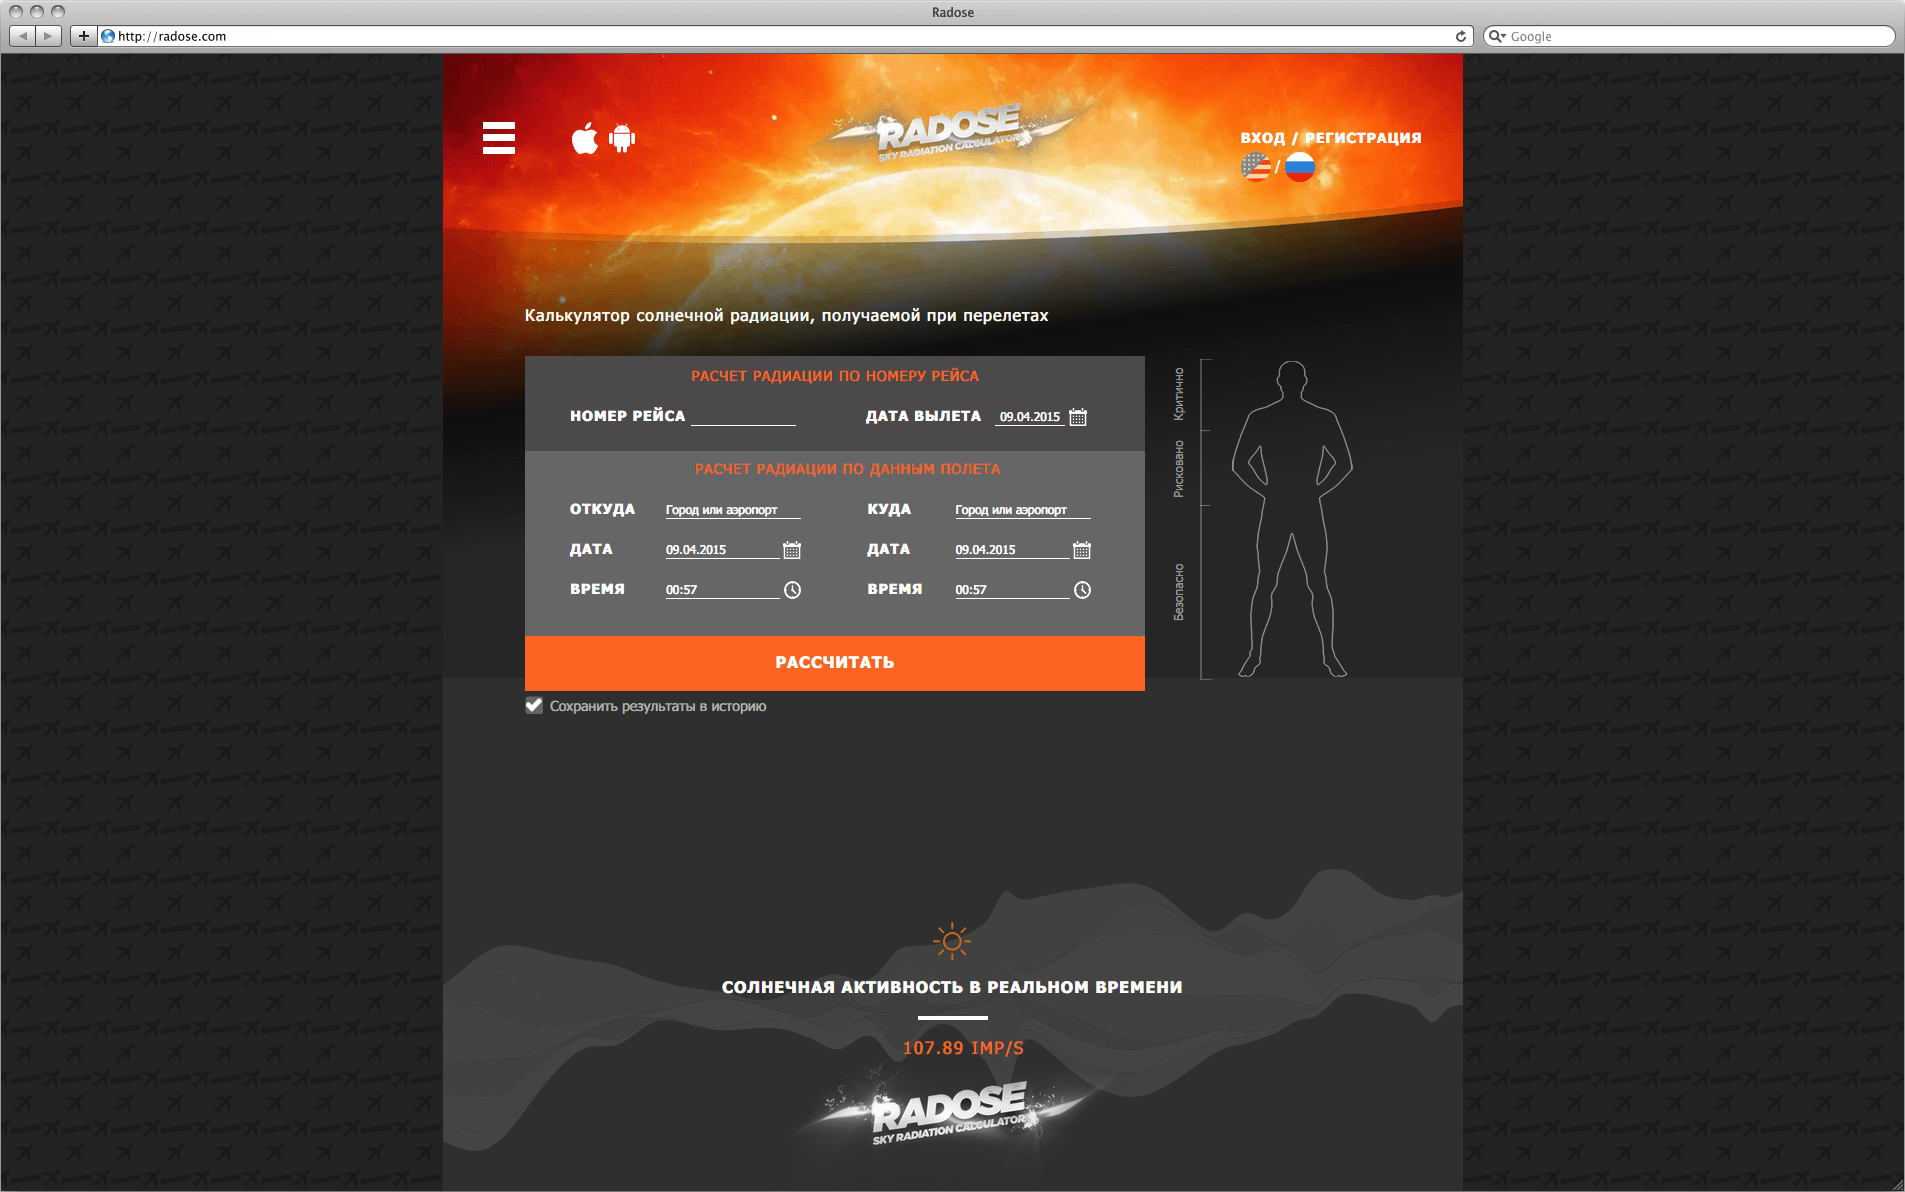 Radose
http://radose.com
Google
RADOSE
SKY RADIATION CALCULATOR
ВХОД / РЕГИСТРАЦИЯ
/
Калькулятор солнечной радиации, получаемой при перелетах
РАСЧЕТ РАДИАЦИИ ПО НОМЕРУ РЕЙСА
НОМЕР РЕЙСА ДАТА ВЫЛЕТА 09.04.2015
РАСЧЕТ РАДИАЦИИ ПО ДАННЫМ ПОЛЕТА
ОТКУДА Город или аэропорт КУДА Город или аэропорт
ДАТА 09.04.2015 ДАТА 09.04.2015
ВРЕМЯ 00:57 ВРЕМЯ 00:57
РАССЧИТАТЬ
Сохранить результаты в историю
Критично
Рисковано
Безопасно
СОЛНЕЧНАЯ АКТИВНОСТЬ В РЕАЛЬНОМ ВРЕМЕНИ
107.89 IMP/S
RADOSE
SKY RADIATION CALCULATOR